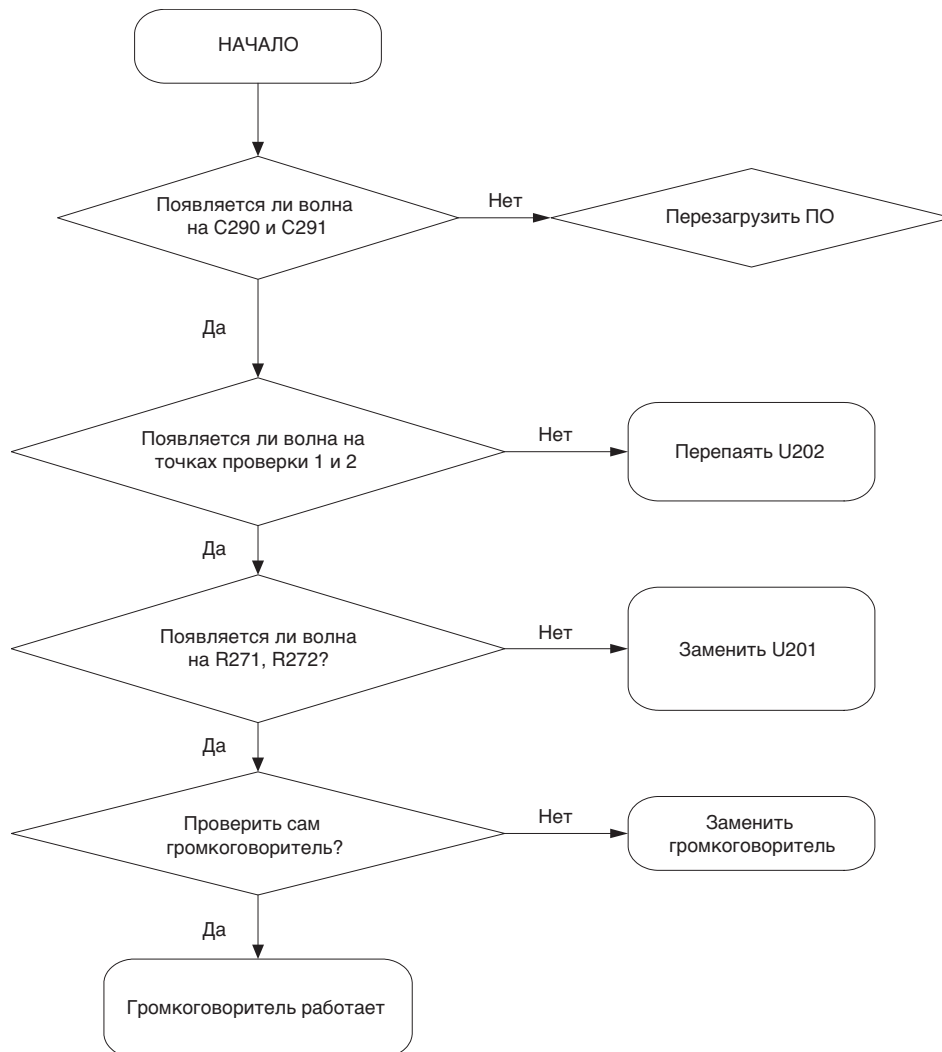 НАЧАЛО
Появляется ли волна
на C290 и C291
Нет
Перезагрузить ПО
Да
Появляется ли волна на
точках проверки 1 и 2
Нет
Перепаять U202
Да
Появляется ли волна
на R271, R272?
Нет
Заменить U201
Да
Проверить сам
громкоговоритель?
Нет
Заменить
громкоговоритель
Да
Громкоговоритель работает